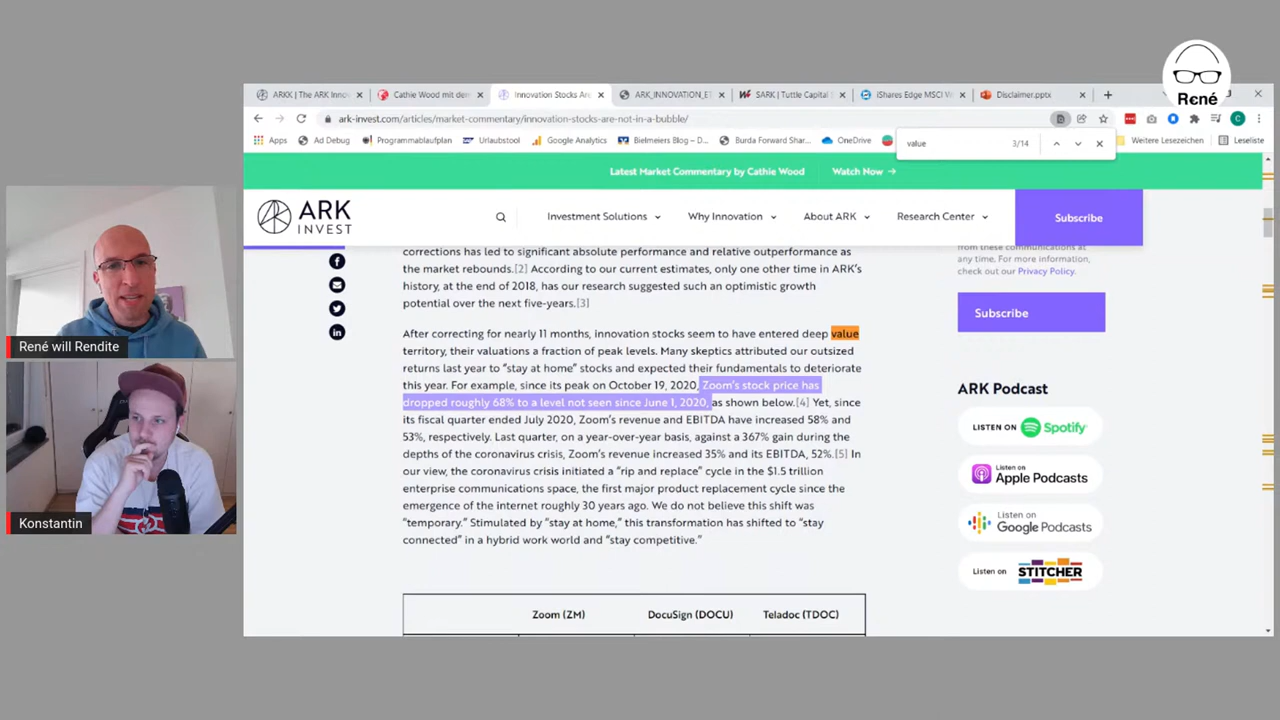 René
ARKK | The ARK Inno
Cathie Wood mit dem
Innovation Stocks An
ARK_INNOVATION_ET
SARK | Tuttle Capital S
iShares Edge MSCI W
Disclaimer.pptx
ark-invest.com/articles/market-commentary/innovation-stocks-are-not-in-a-bubble/
Apps
Ad Debug
Programmablaufplan
Urlaubstool
Google Analytics
Bielmeiers Blog – D...
Burda Forward Shar...
OneDrive
Weitere Lesezeichen
Leseliste
value
3/14
Latest Market Commentary by Cathie Wood
Watch Now →
ARK
INVEST
Investment Solutions
Why Innovation
About ARK
Research Center
Subscribe
corrections has led to significant absolute performance and relative outperformance as
the market rebounds.[2] According to our current estimates, only one other time in ARK's
history, at the end of 2018, has our research suggested such an optimistic growth
potential over the next five-years.[3]
After correcting for nearly 11 months, innovation stocks seem to have entered deep value
territory, their valuations a fraction of peak levels. Many skeptics attributed our outsized
returns last year to “stay at home” stocks and expected their fundamentals to deteriorate
this year. For example, since its peak on October 19, 2020, Zoom's stock price has
dropped roughly 68% to a level not seen since June 1, 2020, as shown below.[4] Yet, since
its fiscal quarter ended July 2020, Zoom's revenue and EBITDA have increased 58% and
53%, respectively. Last quarter, on a year-over-year basis, against a 367% gain during the
depths of the coronavirus crisis, Zoom's revenue increased 35% and its EBITDA, 52%.[5] In
our view, the coronavirus crisis initiated a “rip and replace” cycle in the $1.5 trillion
enterprise communications space, the first major product replacement cycle since the
emergence of the internet roughly 30 years ago. We do not believe this shift was
“temporary.” Stimulated by “stay at home,” this transformation has shifted to “stay
connected” in a hybrid work world and “stay competitive.”
Zoom (ZM)
DocuSign (DOCU)
Teladoc (TDOC)
from these communications at
any time. For more information,
check out our Privacy Policy.
Subscribe
ARK Podcast
LISTEN ON Spotify
Listen on
Apple Podcasts
Listen on
Google Podcasts
Listen on STITCHER
René will Rendite
Konstantin